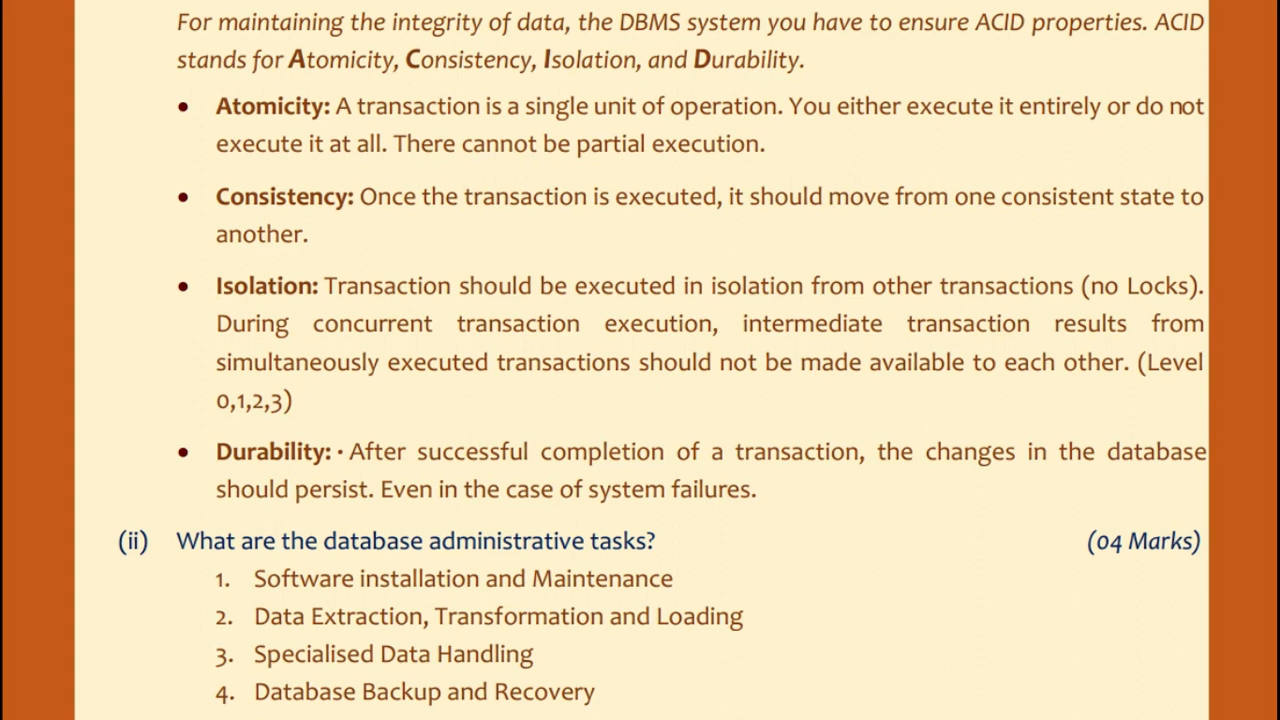 For maintaining the integrity of data, the DBMS system you have to ensure ACID properties. ACID
stands for Atomicity, Consistency, Isolation, and Durability.
• Atomicity: A transaction is a single unit of operation. You either execute it entirely or do not
execute it at all. There cannot be partial execution.
• Consistency: Once the transaction is executed, it should move from one consistent state to
another.
• Isolation: Transaction should be executed in isolation from other transactions (no Locks).
During concurrent transaction execution, intermediate transaction results from
simultaneously executed transactions should not be made available to each other. (Level
0,1,2,3)
• Durability: · After successful completion of a transaction, the changes in the database
should persist. Even in the case of system failures.
(ii) What are the database administrative tasks? (04 Marks)
1. Software installation and Maintenance
2. Data Extraction, Transformation and Loading
3. Specialised Data Handling
4. Database Backup and Recovery